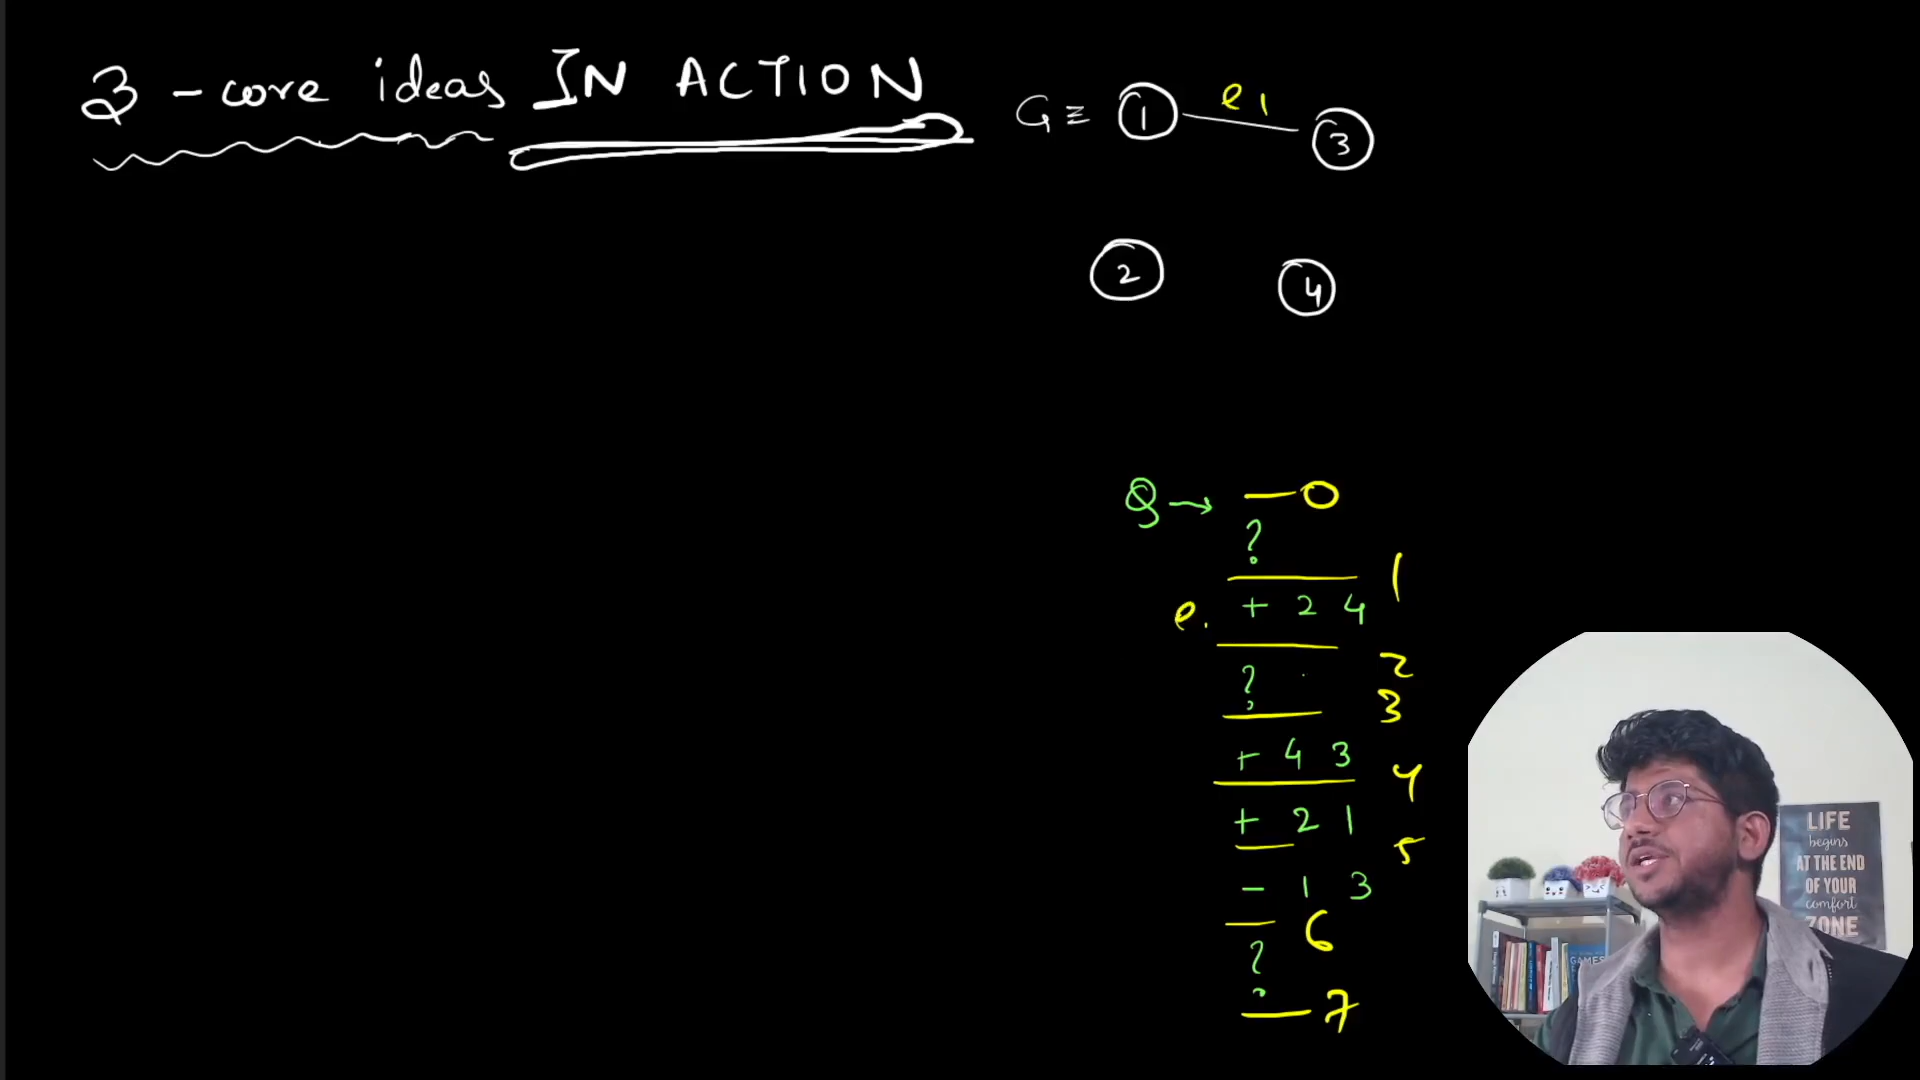 3 - core ideas IN ACTION
G ≡ 1 e1 3
2 4
Q → 0
?
1
e. + 2 4
2
?
3
+ 4 3
4
+ 2 1
5
- 1 3
6
?
7
LIFE
begins
AT THE END
OF YOUR
comfort
ZONE
GAMES